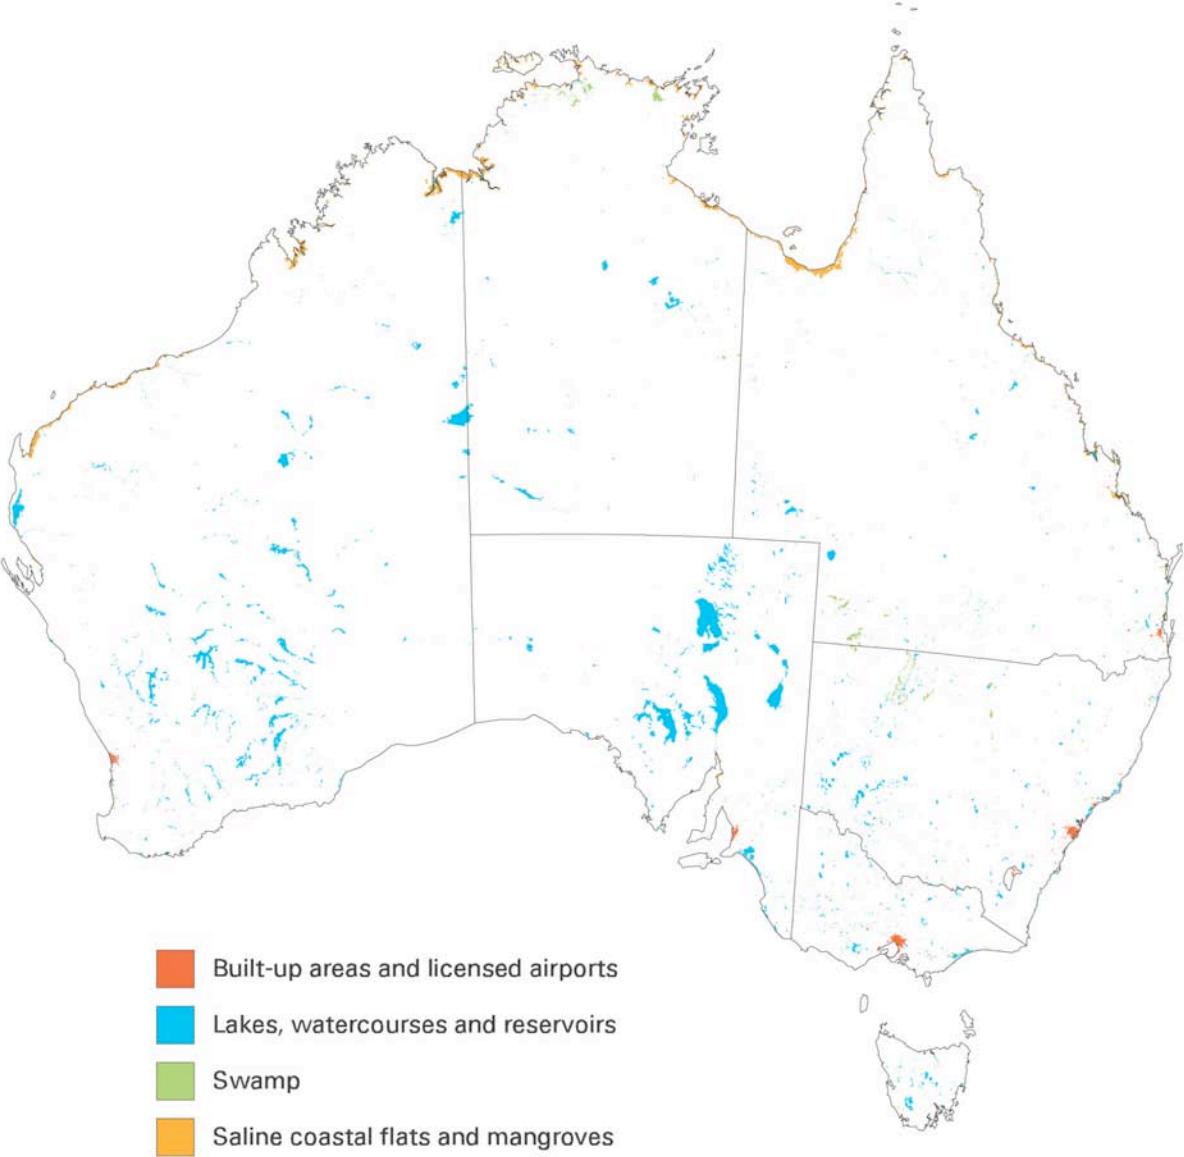 Built-up areas and licensed airports
Lakes, watercourses and reservoirs
Swamp
Saline coastal flats and mangroves